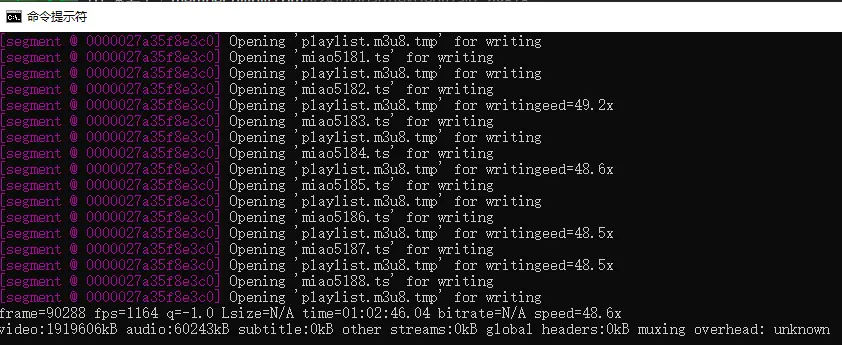 命令提示符
[segment @ 0000027a35f8e3c0] Opening 'playlist.m3u8.tmp' for writing
[segment @ 0000027a35f8e3c0] Opening 'miao5181.ts' for writing
[segment @ 0000027a35f8e3c0] Opening 'playlist.m3u8.tmp' for writing
[segment @ 0000027a35f8e3c0] Opening 'miao5182.ts' for writing
[segment @ 0000027a35f8e3c0] Opening 'playlist.m3u8.tmp' for writingeed=49.2x
[segment @ 0000027a35f8e3c0] Opening 'miao5183.ts' for writing
[segment @ 0000027a35f8e3c0] Opening 'playlist.m3u8.tmp' for writing
[segment @ 0000027a35f8e3c0] Opening 'miao5184.ts' for writing
[segment @ 0000027a35f8e3c0] Opening 'playlist.m3u8.tmp' for writingeed=48.6x
[segment @ 0000027a35f8e3c0] Opening 'miao5185.ts' for writing
[segment @ 0000027a35f8e3c0] Opening 'playlist.m3u8.tmp' for writing
[segment @ 0000027a35f8e3c0] Opening 'miao5186.ts' for writing
[segment @ 0000027a35f8e3c0] Opening 'playlist.m3u8.tmp' for writingeed=48.5x
[segment @ 0000027a35f8e3c0] Opening 'miao5187.ts' for writing
[segment @ 0000027a35f8e3c0] Opening 'playlist.m3u8.tmp' for writingeed=48.5x
[segment @ 0000027a35f8e3c0] Opening 'miao5188.ts' for writing
[segment @ 0000027a35f8e3c0] Opening 'playlist.m3u8.tmp' for writing
frame=90288 fps=1164 q=-1.0 Lsize=N/A time=01:02:46.04 bitrate=N/A speed=48.6x
video:1919606kB audio:60243kB subtitle:0kB other streams:0kB global headers:0kB muxing overhead: unknown